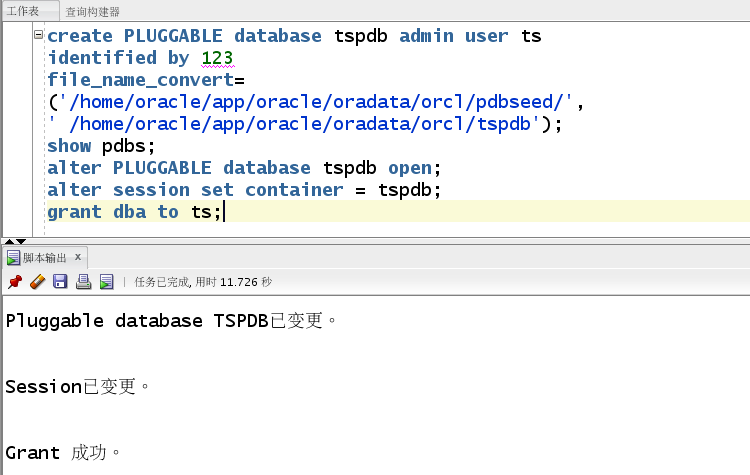 工作表 查询构建器
create PLUGGABLE database tspdb admin user ts
identified by 123
file_name_convert=
('/home/oracle/app/oracle/oradata/orcl/pdbseed/',
' /home/oracle/app/oracle/oradata/orcl/tspdb');
show pdbs;
alter PLUGGABLE database tspdb open;
alter session set container = tspdb;
grant dba to ts;
脚本输出 x
任务已完成, 用时 11.726 秒
Pluggable database TSPDB已变更。
Session已变更。
Grant 成功。